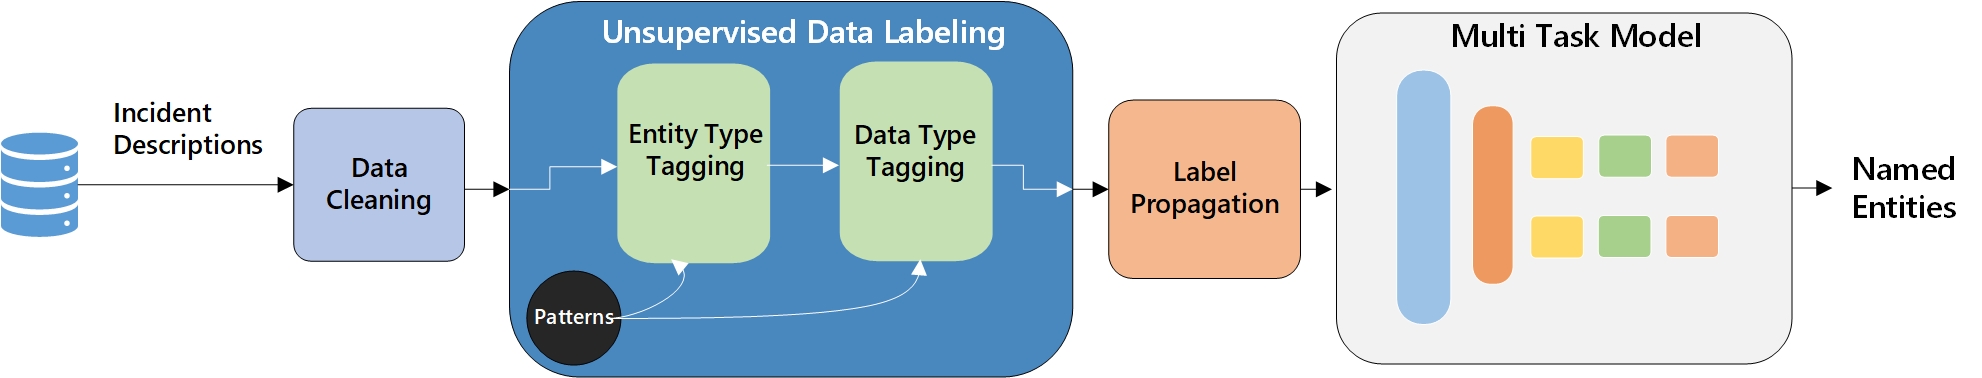 Incident
Descriptions
Data
Cleaning
Unsupervised Data Labeling
Entity Type
Tagging
Data Type
Tagging
Patterns
Label
Propagation
Multi Task Model
Named
Entities